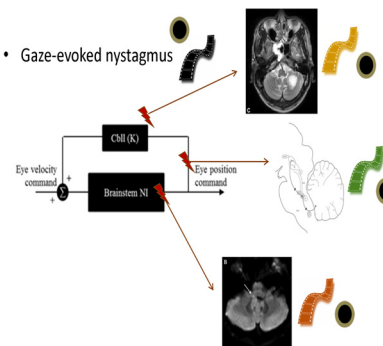 • Gaze-evoked nystagmus
C
Cbll (K)
Eye velocity
command
+
+
Σ
Brainstem NI
Eye position
command
B